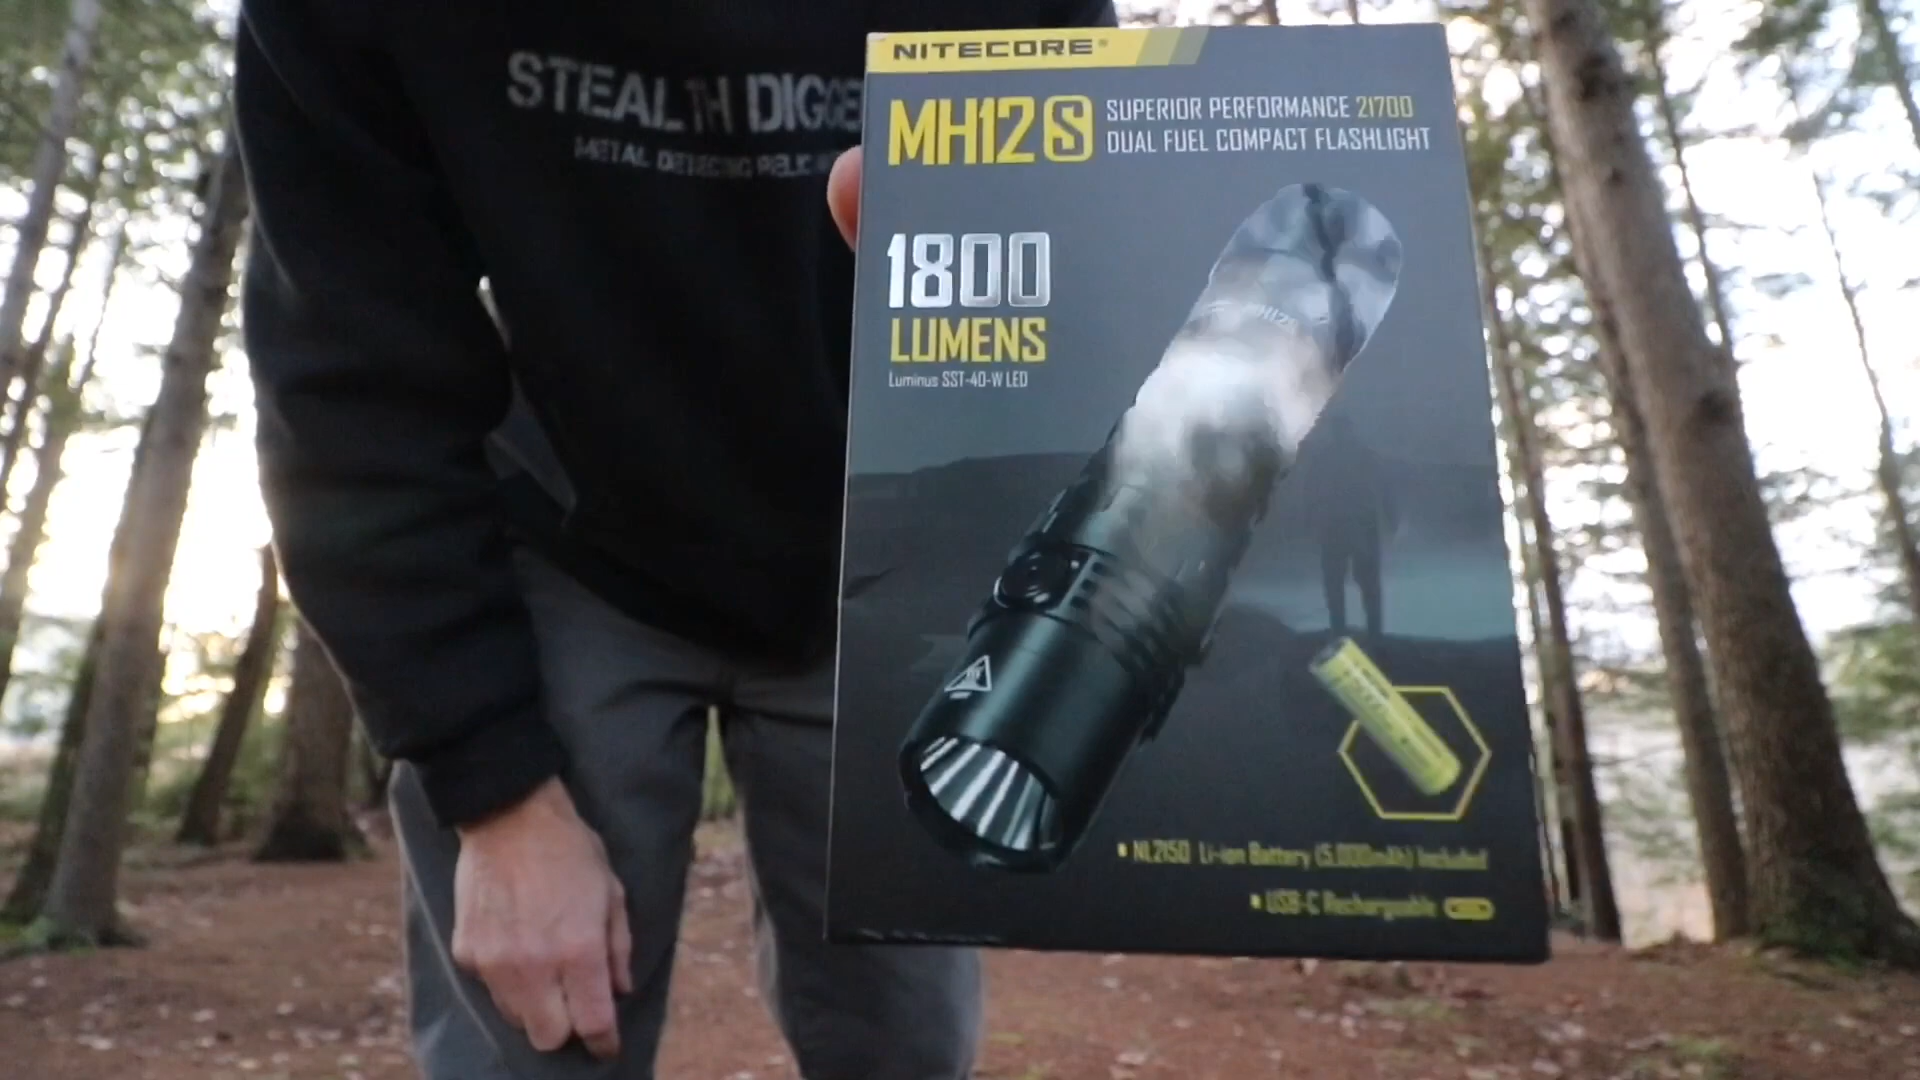 STEALTH DIGGE
METAL DETECTING RELIC
NITECORE®
MH12S
SUPERIOR PERFORMANCE 21700
DUAL FUEL COMPACT FLASHLIGHT
1800
LUMENS
Luminus SST-40-W LED
MH12S
NL2150 Li-ion Battery (5,000mAh) Included
USB-C Rechargeable